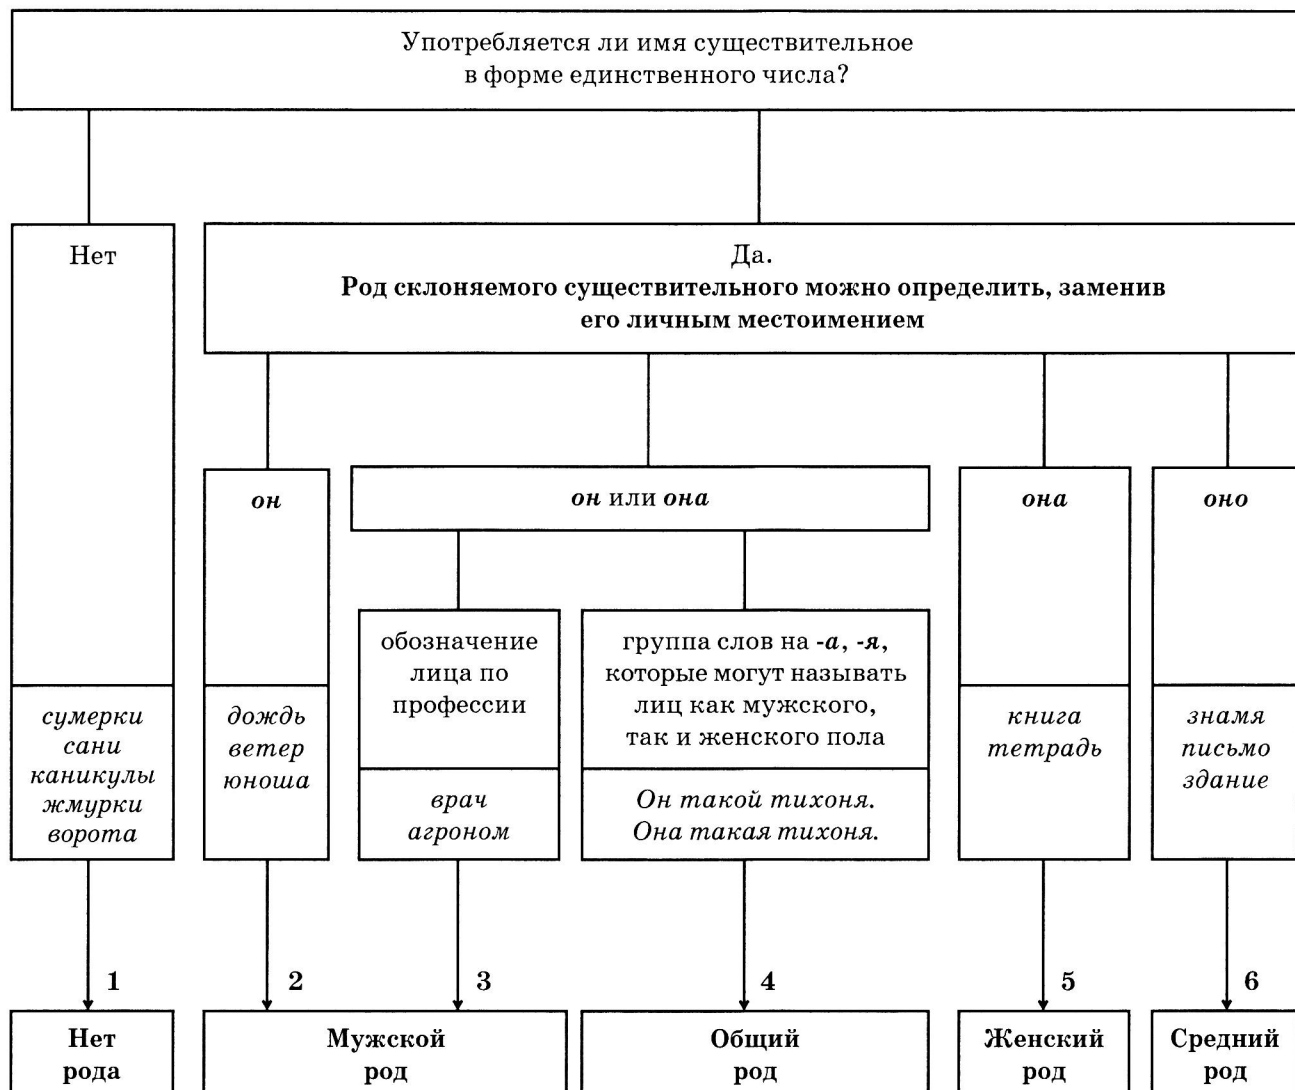 Употребляется ли имя существительное
в форме единственного числа?
Нет
Да.
Род склоняемого существительного можно определить, заменив
его личным местоимением
он
он или она
она
оно
обозначение
лица по
профессии
группа слов на -а, -я,
которые могут называть
лиц как мужского,
так и женского пола
сумерки
сани
каникулы
жмурки
ворота
дождь
ветер
юноша
врач
агроном
Он такой тихоня.
Она такая тихоня.
книга
тетрадь
знамя
письмо
здание
1
2
3
4
5
6
Нет
рода
Мужской
род
Общий
род
Женский
род
Средний
род